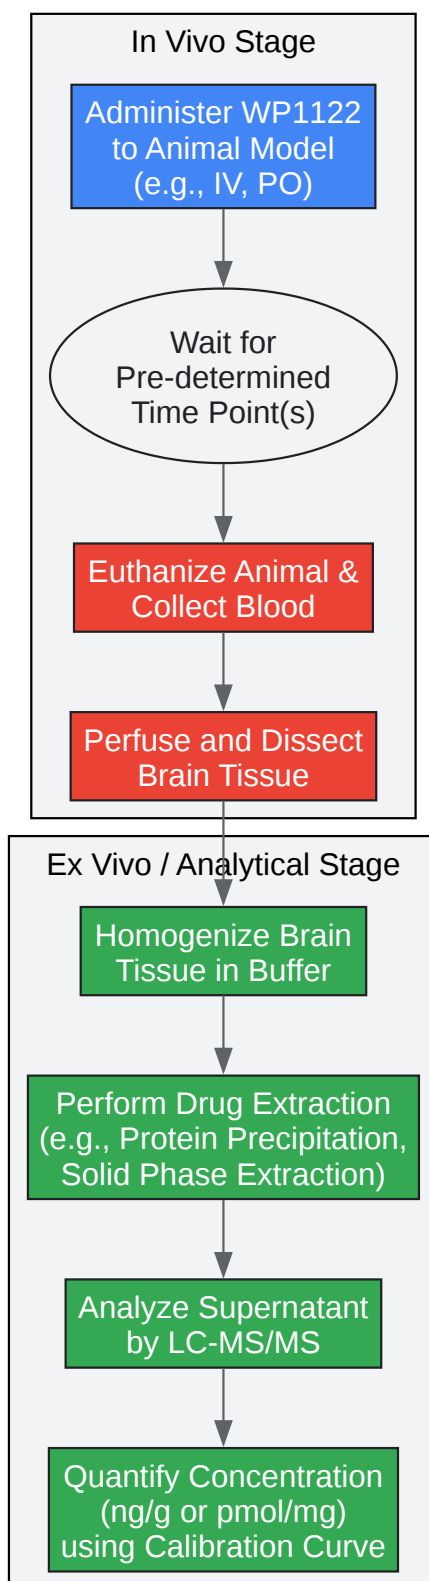 In Vivo Stage
Administer WP1122
to Animal Model
(e.g., IV, PO)
Wait for
Pre-determined
Time Point(s)
Euthanize Animal &
Collect Blood
Perfuse and Dissect
Brain Tissue
Ex Vivo / Analytical Stage
Homogenize Brain
Tissue in Buffer
Perform Drug Extraction
(e.g., Protein Precipitation,
Solid Phase Extraction)
Analyze Supernatant
by LC-MS/MS
Quantify Concentration
(ng/g or pmol/mg)
using Calibration Curve